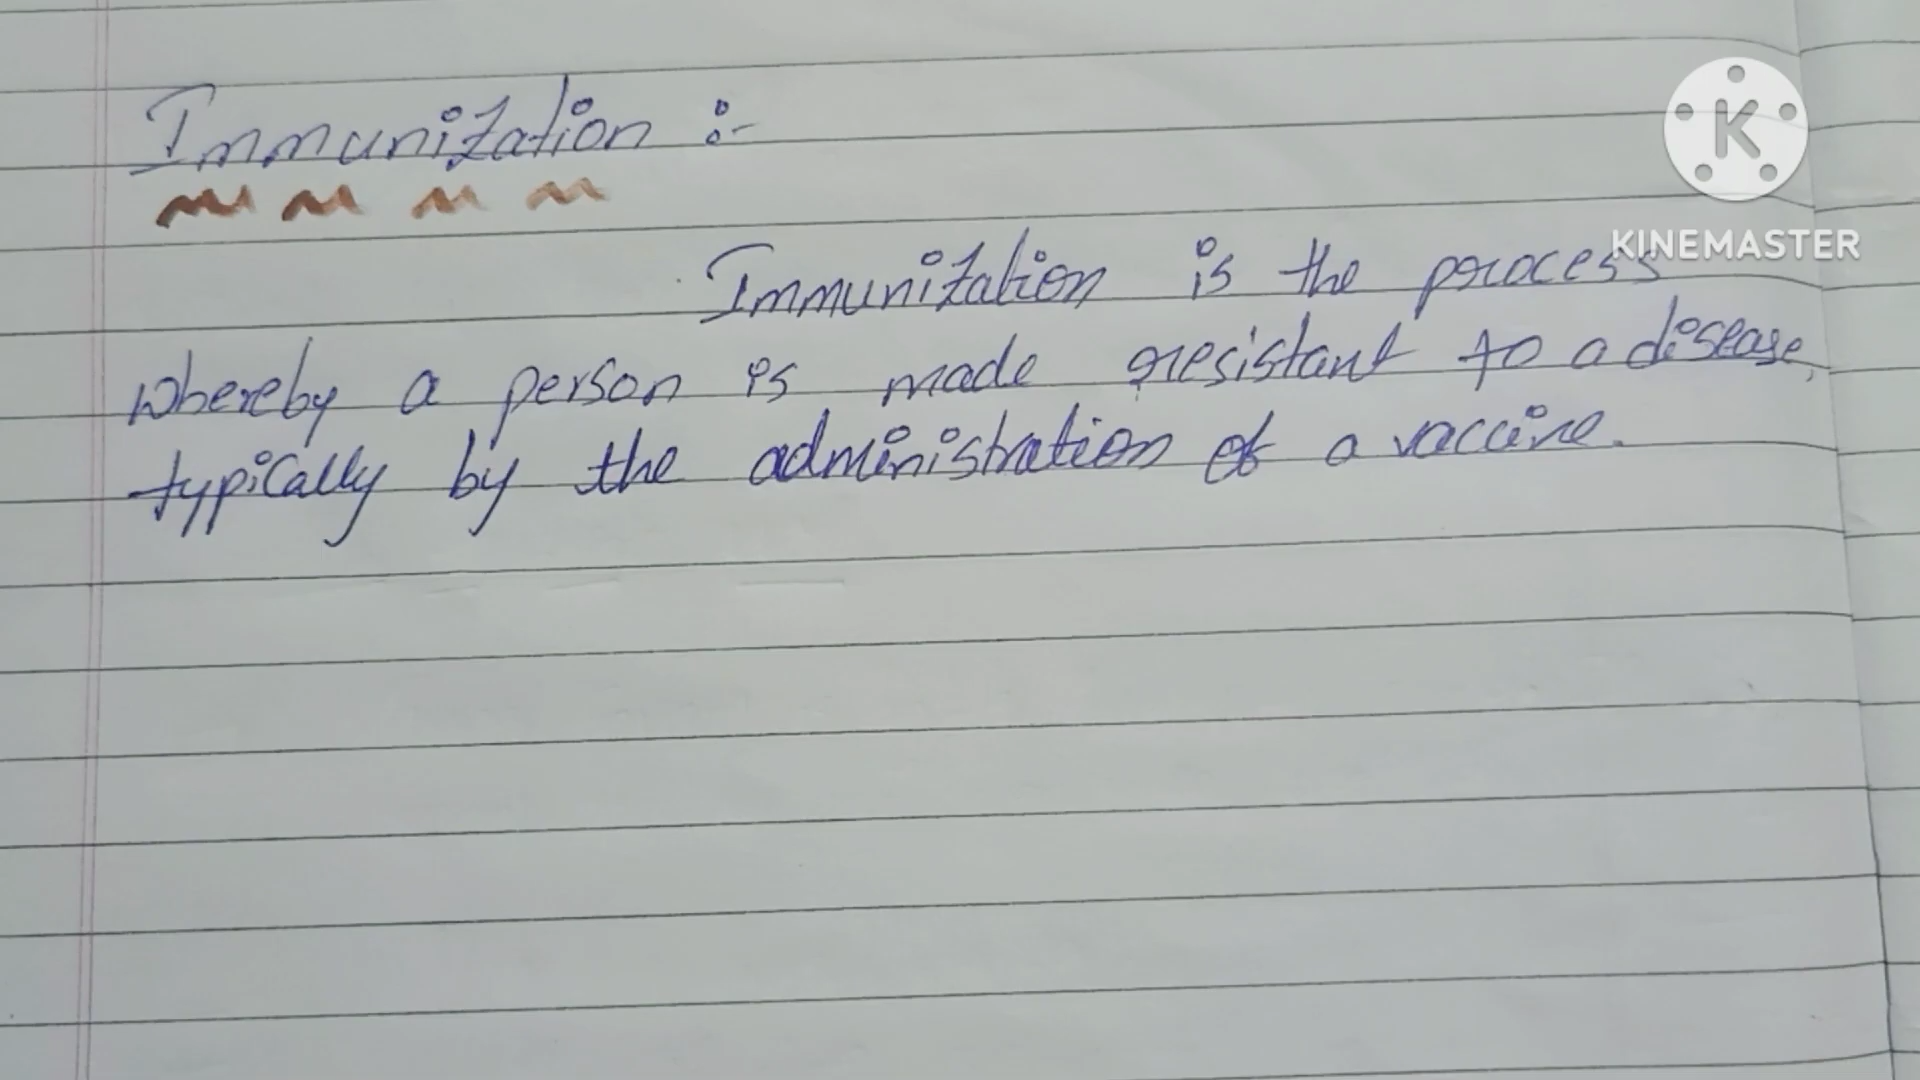 Immunization :-
Immunization is the process
whereby a person is made resistant to a disease,
typically by the administration of a vaccine.
K
KINEMASTER